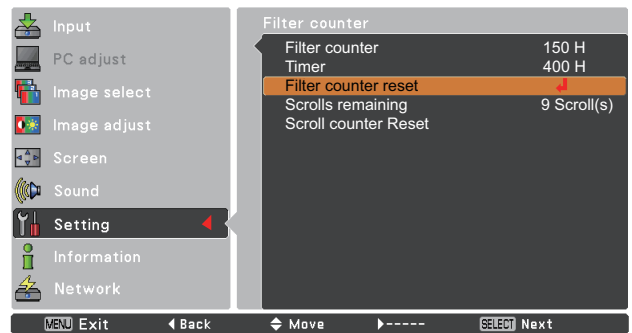 Input
PC adjust
Image select
Image adjust
Screen
Sound
Setting
Information
Network
Filter counter
Filter counter 150 H
Timer 400 H
Filter counter reset
Scrolls remaining 9 Scroll(s)
Scroll counter Reset
MENU Exit Back Move ----- SELECT Next